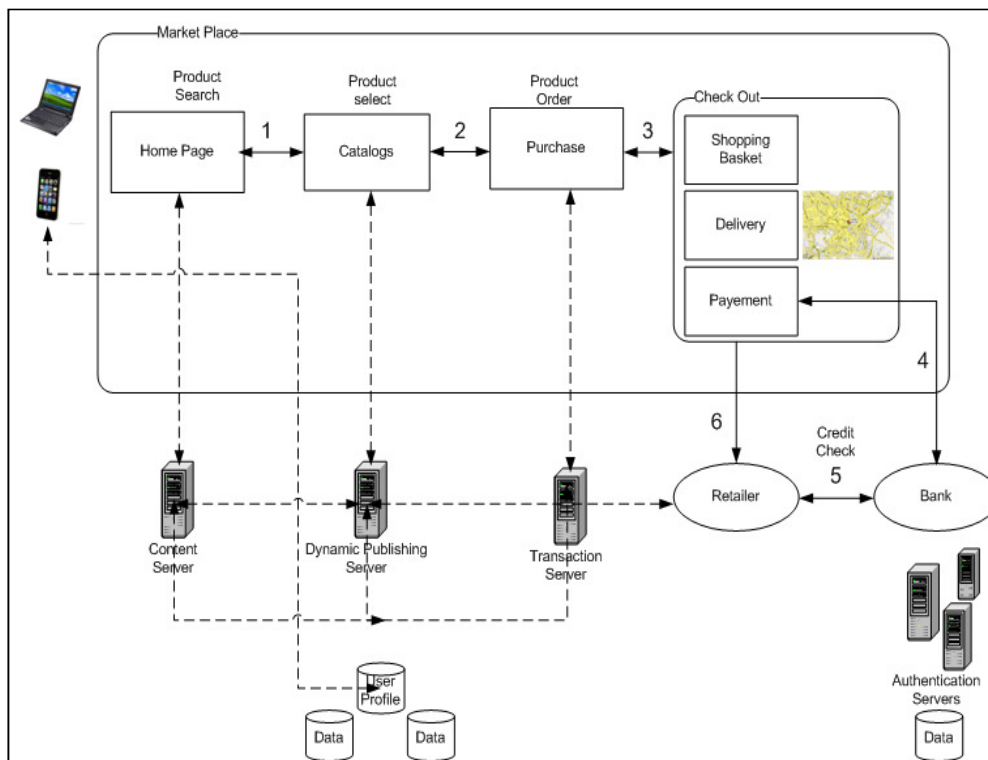 Market Place
Product
Search
Product
select
Product
Order
Check Out
Home Page
1
Catalogs
2
Purchase
3
Shopping
Basket
Delivery
Payement
4
6
Credit
Check
5
Retailer
Bank
Content
Server
Dynamic Publishing
Server
Transaction
Server
User
Profile
Data
Data
Authentication
Servers
Data